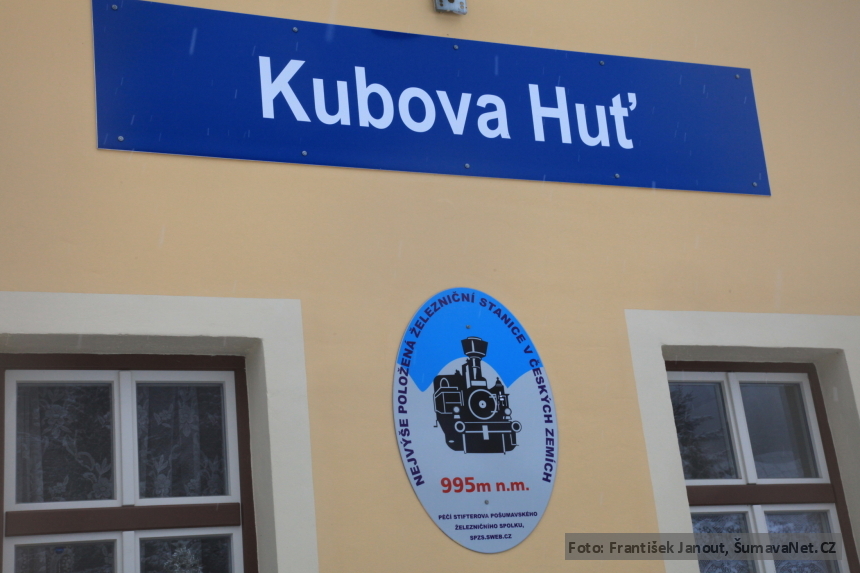 Kubova Huť
NEJVÝŠE POLOŽENÁ ŽELEZNIČNÍ STANICE V ČESKÝCH ZEMÍCH
995m n.m.
PÉČÍ STIFTEROVA POŠUMAVSKÉHO
ŽELEZNIČNÍHO SPOLKU,
SPZS.SWEB.CZ
Foto: František Janout, ŠumavaNet.CZ